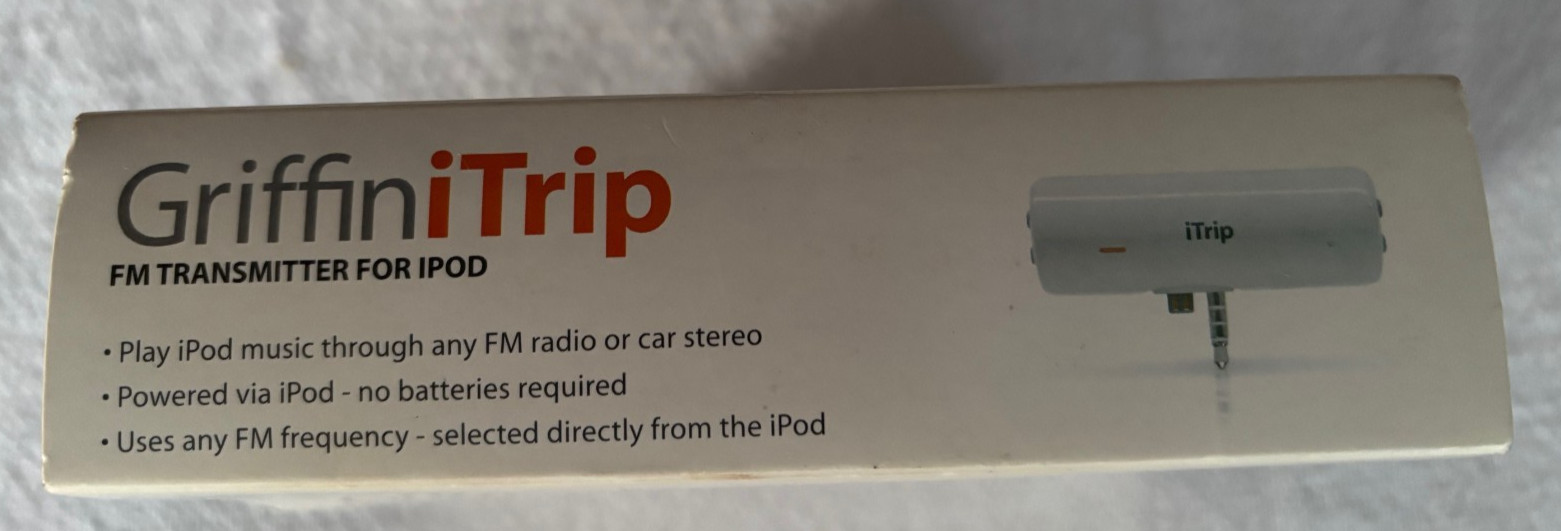 GriffiniTrip
FM TRANSMITTER FOR IPOD
• Play iPod music through any FM radio or car stereo
• Powered via iPod - no batteries required
• Uses any FM frequency - selected directly from the iPod
iTrip